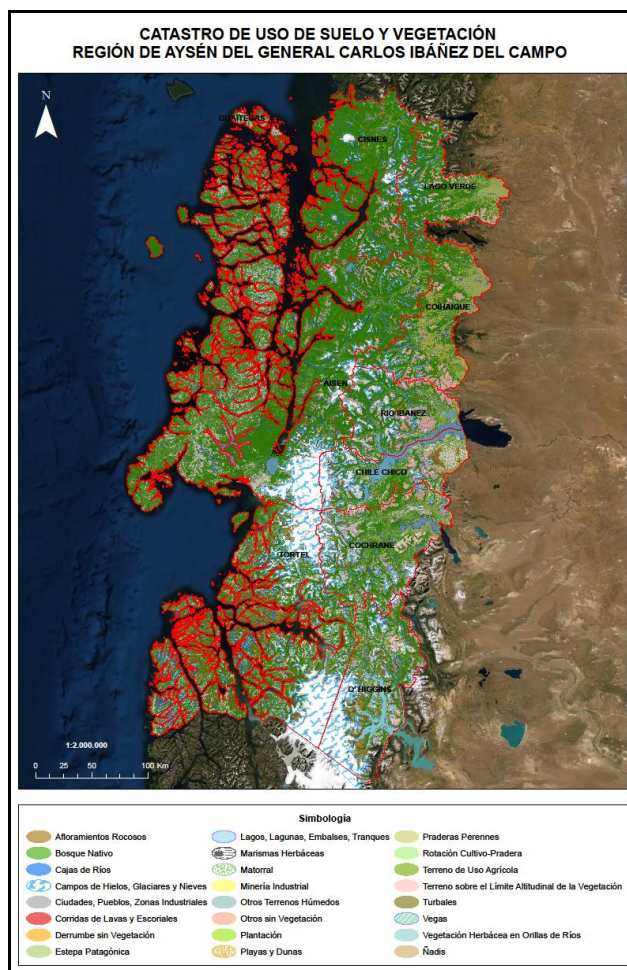 CATASTRO DE USO DE SUELO Y VEGETACIÓN
REGIÓN DE AYSÉN DEL GENERAL CARLOS IBÁÑEZ DEL CAMPO
N
GUAITECAS
CISNES
LAGO VERDE
COIHAIQUE
AISEN
RIO IBAÑEZ
CHILE CHICO
COCHRANE
TORTEL
O'HIGGINS
1:2.000.000
0 25 50 100 Km
Simbología
Afloramientos Rocosos
Bosque Nativo
Cajas de Ríos
Campos de Hielos, Glaciares y Nieves
Ciudades, Pueblos, Zonas Industriales
Corridas de Lavas y Escoriales
Derrumbe sin Vegetación
Estepa Patagónica
Lagos, Lagunas, Embalses, Tranques
Marismas Herbáceas
Matorral
Minería Industrial
Otros Terrenos Húmedos
Otros sin Vegetación
Plantación
Playas y Dunas
Praderas Perennes
Rotación Cultivo-Pradera
Terreno de Uso Agrícola
Terreno sobre el Límite Altitudinal de la Vegetación
Turbales
Vegas
Vegetación Herbácea en Orillas de Ríos
Ñadis